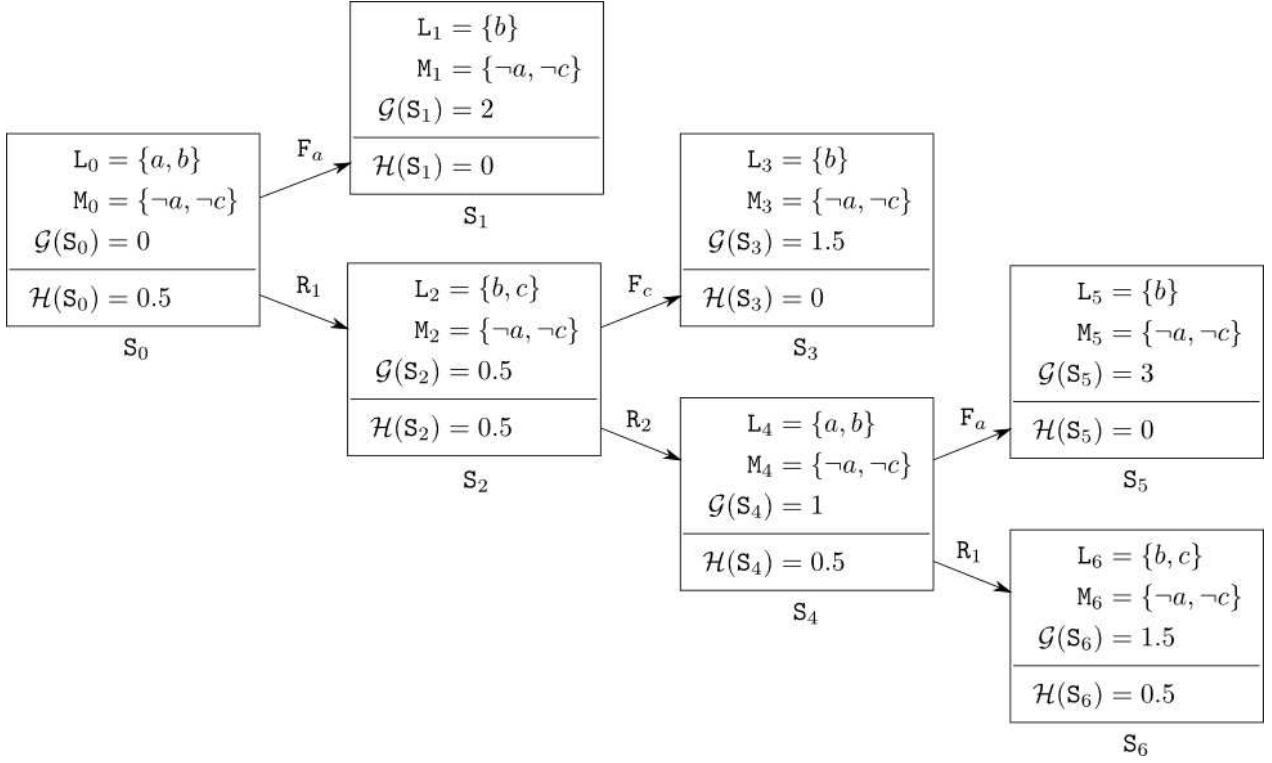 L₀ = {a, b}
M₀ = {¬a, ¬c}
𝒢(S₀) = 0
ℋ(S₀) = 0.5
S₀
Fₐ
R₁
L₁ = {b}
M₁ = {¬a, ¬c}
𝒢(S₁) = 2
ℋ(S₁) = 0
S₁
L₂ = {b, c}
M₂ = {¬a, ¬c}
𝒢(S₂) = 0.5
ℋ(S₂) = 0.5
S₂
F_c
R₂
L₃ = {b}
M₃ = {¬a, ¬c}
𝒢(S₃) = 1.5
ℋ(S₃) = 0
S₃
L₄ = {a, b}
M₄ = {¬a, ¬c}
𝒢(S₄) = 1
ℋ(S₄) = 0.5
S₄
Fₐ
R₁
L₅ = {b}
M₅ = {¬a, ¬c}
𝒢(S₅) = 3
ℋ(S₅) = 0
S₅
L₆ = {b, c}
M₆ = {¬a, ¬c}
𝒢(S₆) = 1.5
ℋ(S₆) = 0.5
S₆